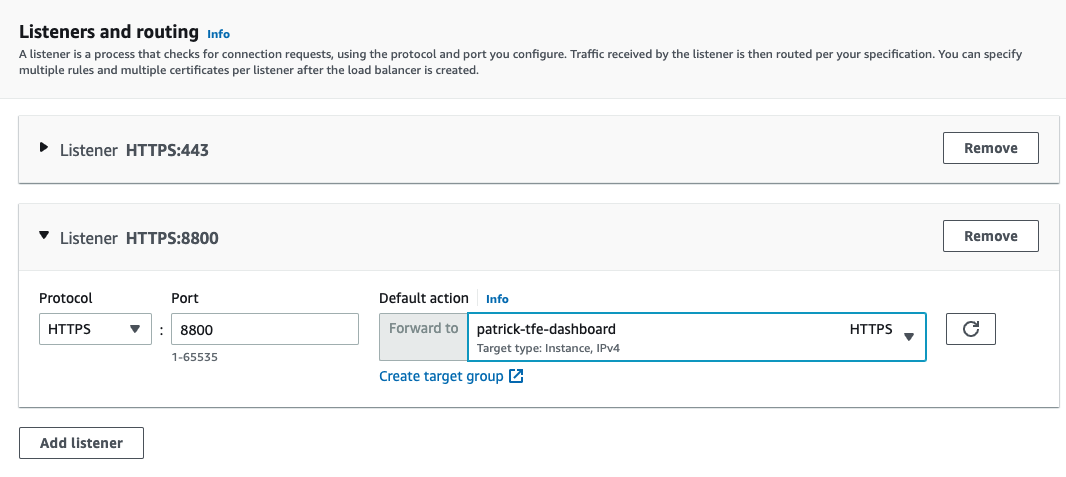 Listeners and routing Info
A listener is a process that checks for connection requests, using the protocol and port you configure. Traffic received by the listener is then routed per your specification. You can specify
multiple rules and multiple certificates per listener after the load balancer is created.
Listener HTTPS:443
Remove
Listener HTTPS:8800
Remove
Protocol
Port
Default action Info
HTTPS
:
8800
Forward to
patrick-tfe-dashboard
HTTPS
Target type: Instance, IPv4
1-65535
Create target group
Add listener